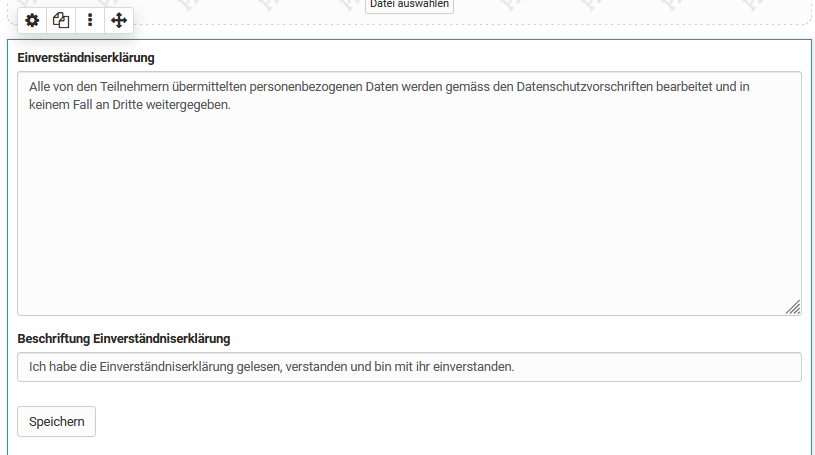 Datei auswählen
Einverständniserklärung
Alle von den Teilnehmern übermittelten personenbezogenen Daten werden gemäss den Datenschutzvorschriften bearbeitet und in
keinem Fall an Dritte weitergegeben.
Beschriftung Einverständniserklärung
Ich habe die Einverständniserklärung gelesen, verstanden und bin mit ihr einverstanden.
Speichern